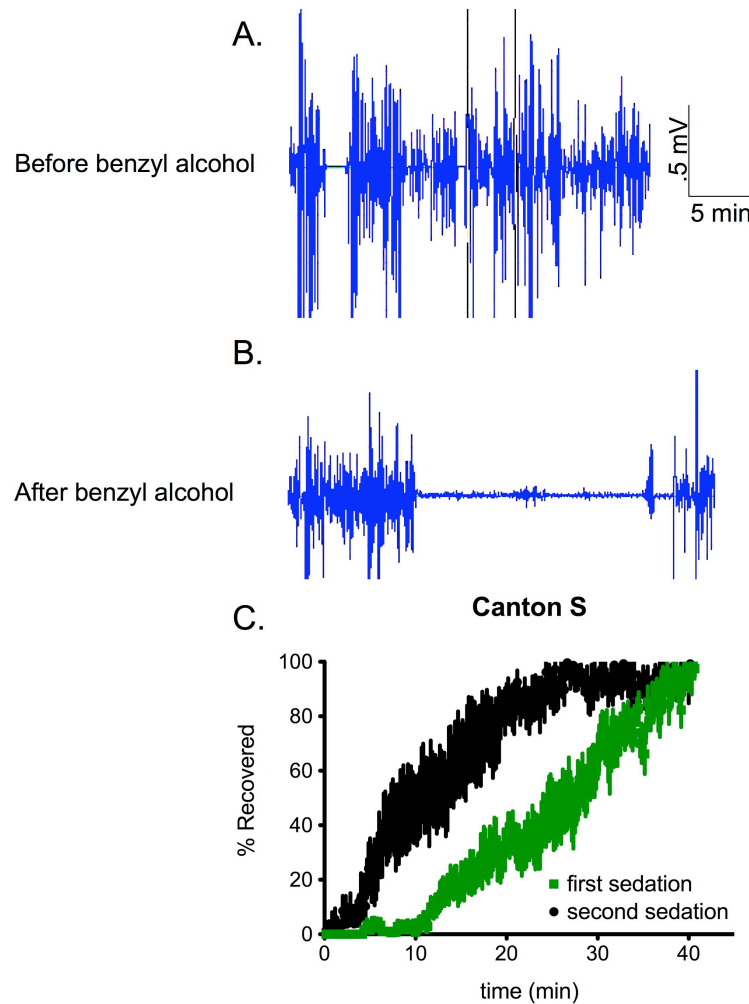 A.
Before benzyl alcohol
.5 mV
5 min
B.
After benzyl alcohol
C.
Canton S
100
80
60
40
20
0
% Recovered
first sedation
second sedation
0
10
20
30
40
time (min)